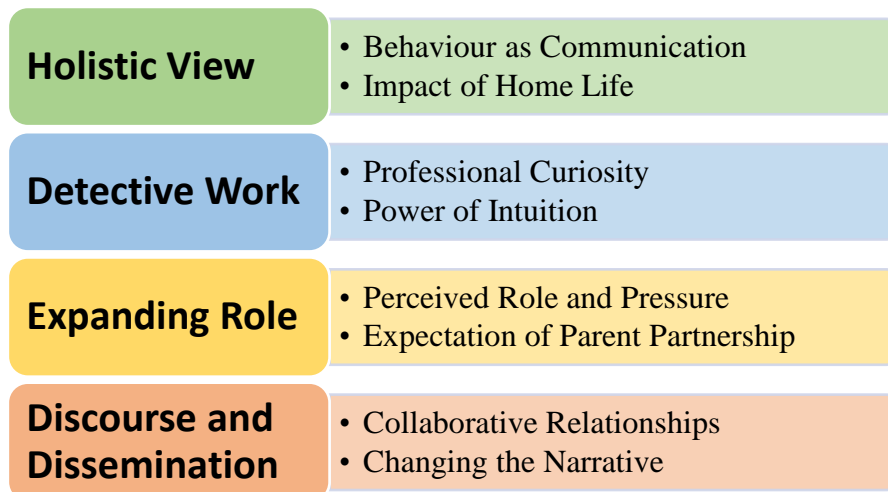 Holistic View
• Behaviour as Communication
• Impact of Home Life
Detective Work
• Professional Curiosity
• Power of Intuition
Expanding Role
• Perceived Role and Pressure
• Expectation of Parent Partnership
Discourse and
Dissemination
• Collaborative Relationships
• Changing the Narrative